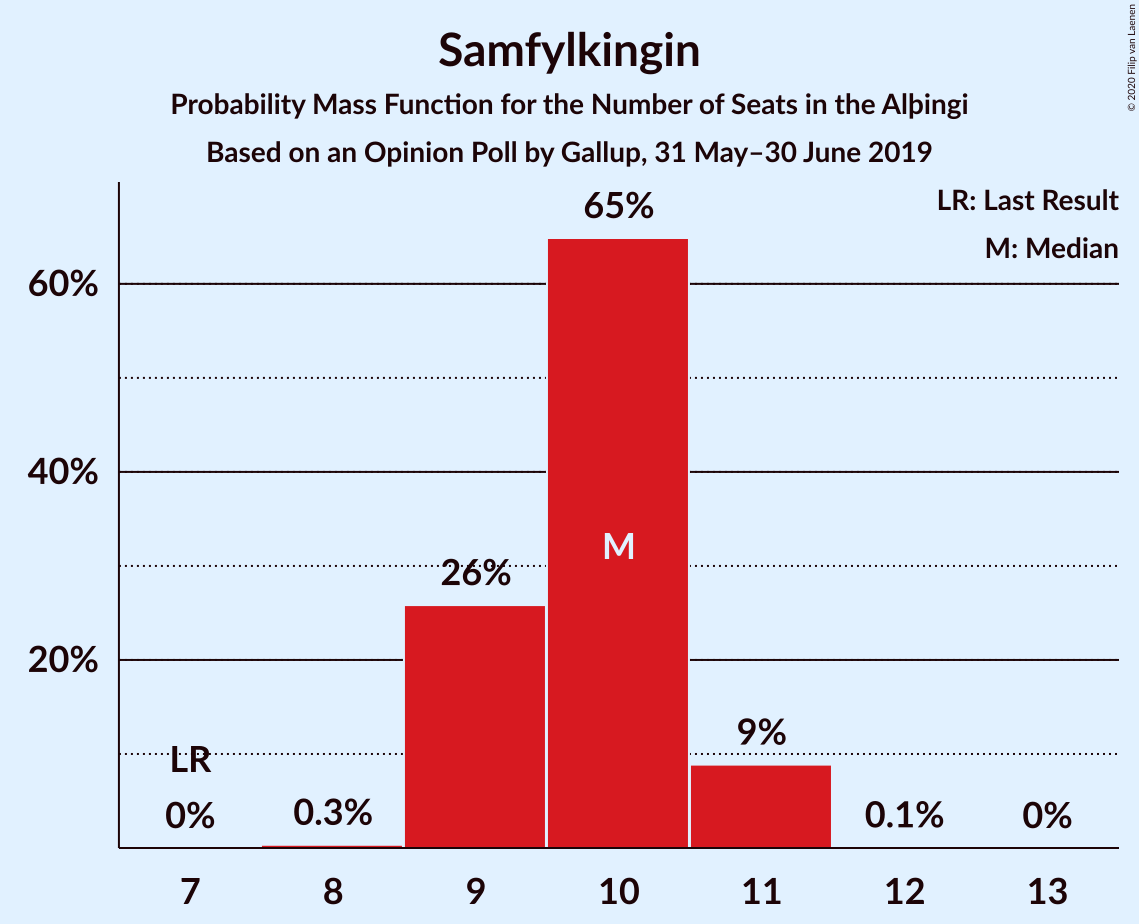 Samfylkingin
Probability Mass Function for the Number of Seats in the Alþingi
Based on an Opinion Poll by Gallup, 31 May–30 June 2019
© 2020 Filip van Laenen
LR: Last Result
M: Median
65%
60%
40%
M
26%
20%
9%
LR
0%
0.3%
0.1%
0%
7 8 9 10 11 12 13